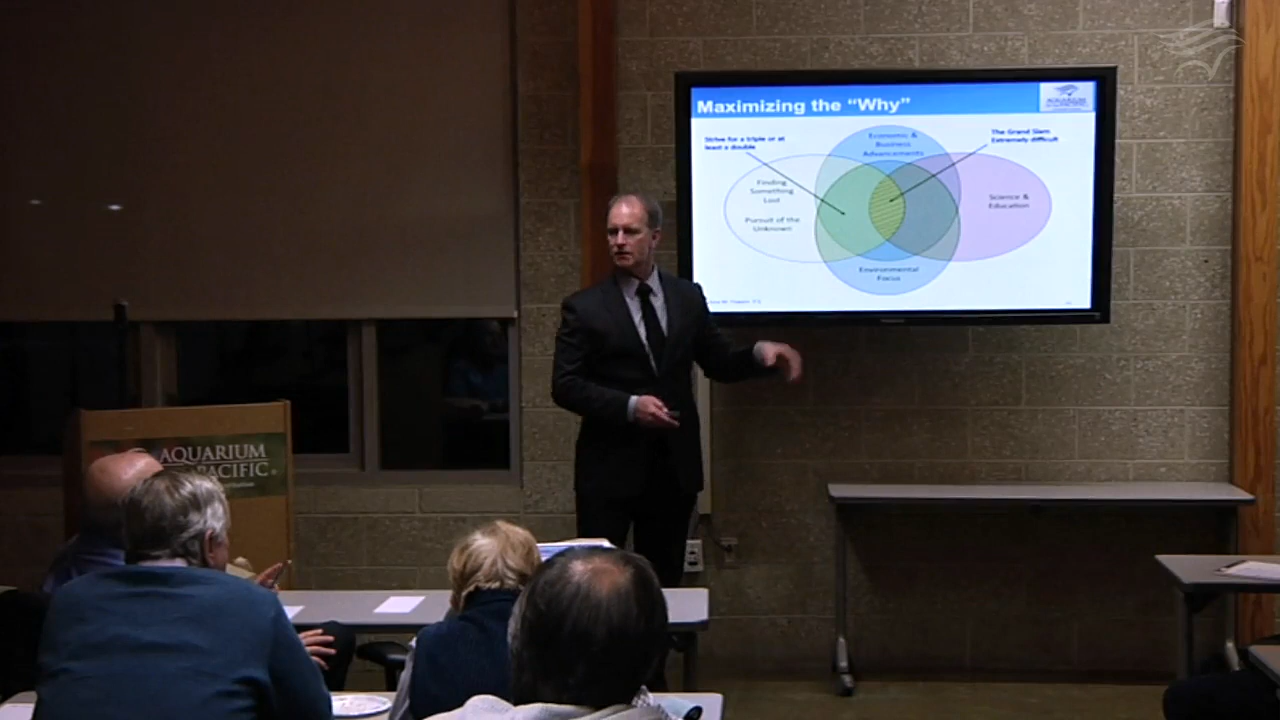 Maximizing the “Why”
AQUARIUM
Strive for a triple or at
least a double
Economic &
Business
Advancements
The Grand Slam
Extremely difficult
Finding
Something
Lost
Pursuit of the
Unknown
Science &
Education
Environmental
Focus
AQUARIUM
PACIFIC